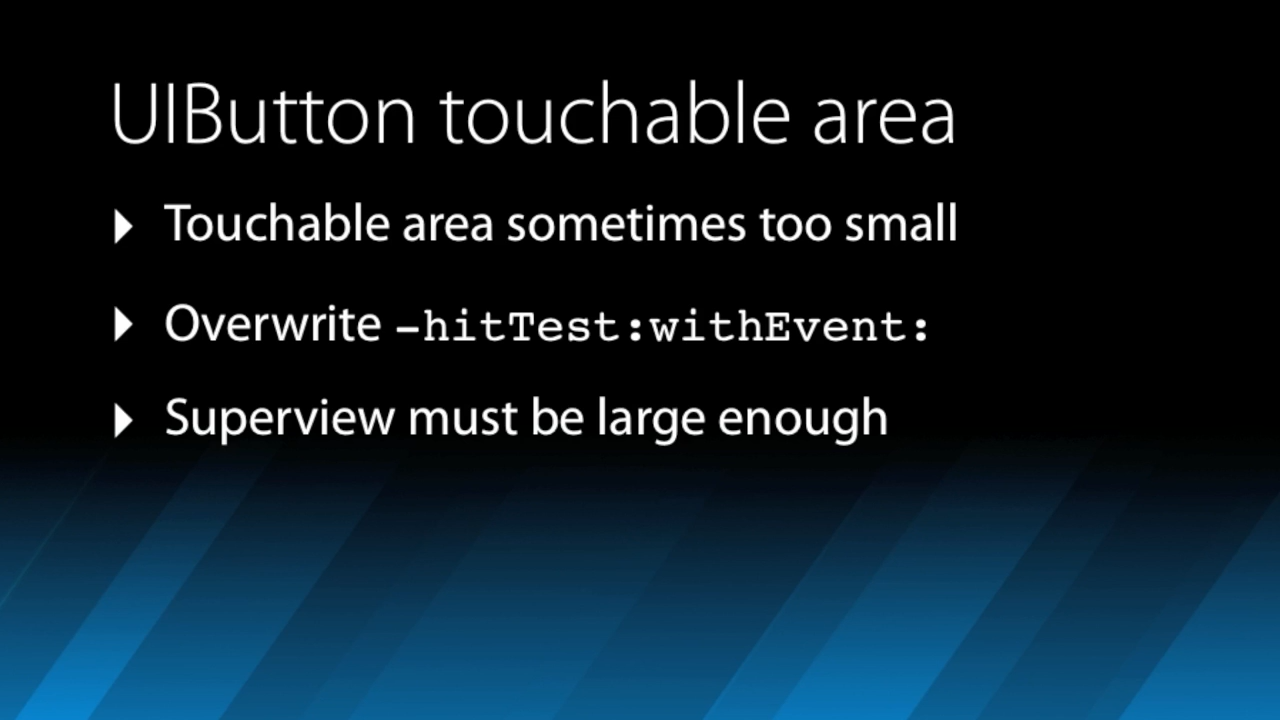 UIButton touchable area
Touchable area sometimes too small
Overwrite -hitTest:withEvent:
Superview must be large enough